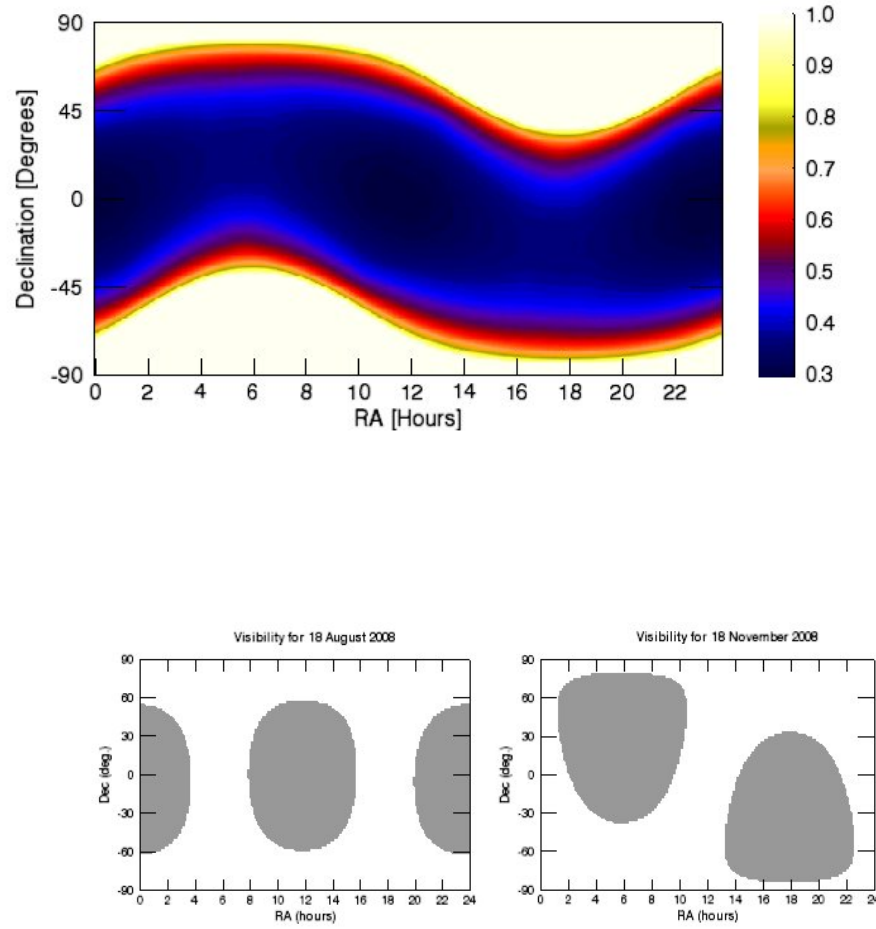 90
45
0
-45
-90
Declination [Degrees]
0 2 4 6 8 10 12 14 16 18 20 22
RA [Hours]
1.0
0.9
0.8
0.7
0.6
0.5
0.4
0.3
Visibility for 18 August 2008
90
60
30
0
-30
-60
-90
Dec (deg.)
0 2 4 6 8 10 12 14 16 18 20 22 24
RA (hours)
Visibility for 18 November 2008
90
60
30
0
-30
-60
-90
Dec (deg.)
0 2 4 6 8 10 12 14 16 18 20 22 24
RA (hours)